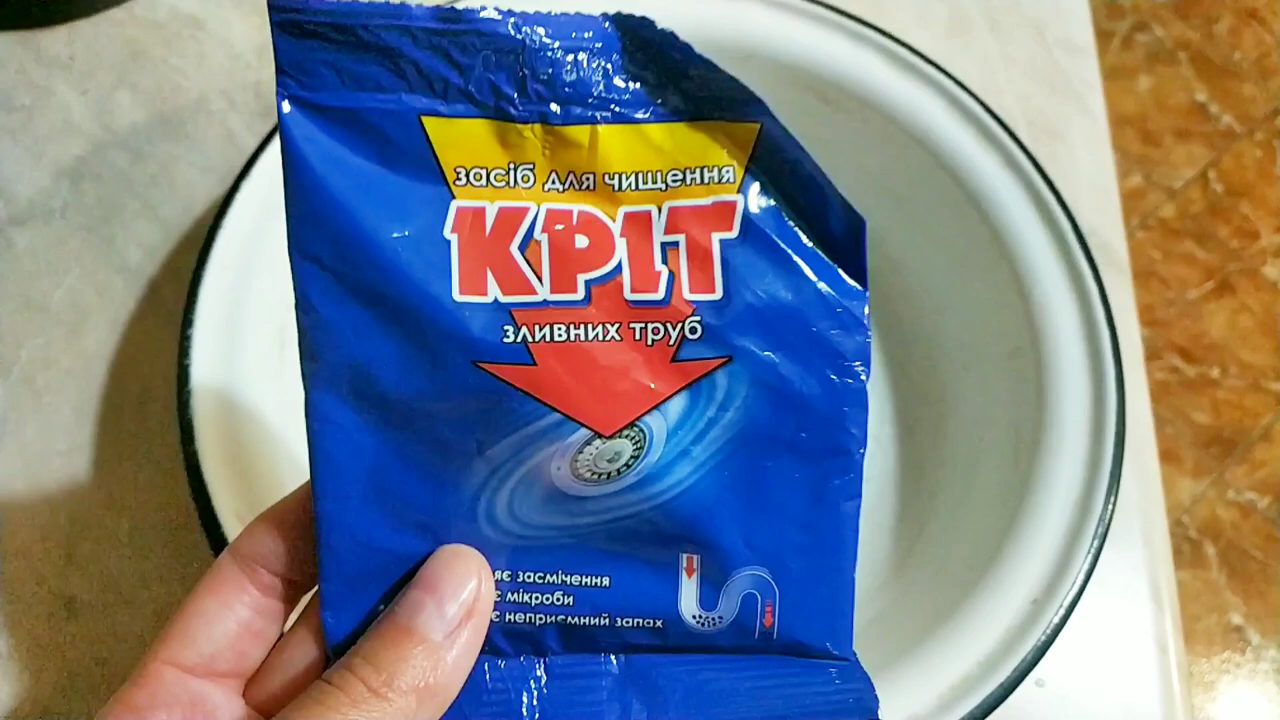 засіб для чищення
КРІТ
зливних труб
засмічення
мікроби
неприємний запах